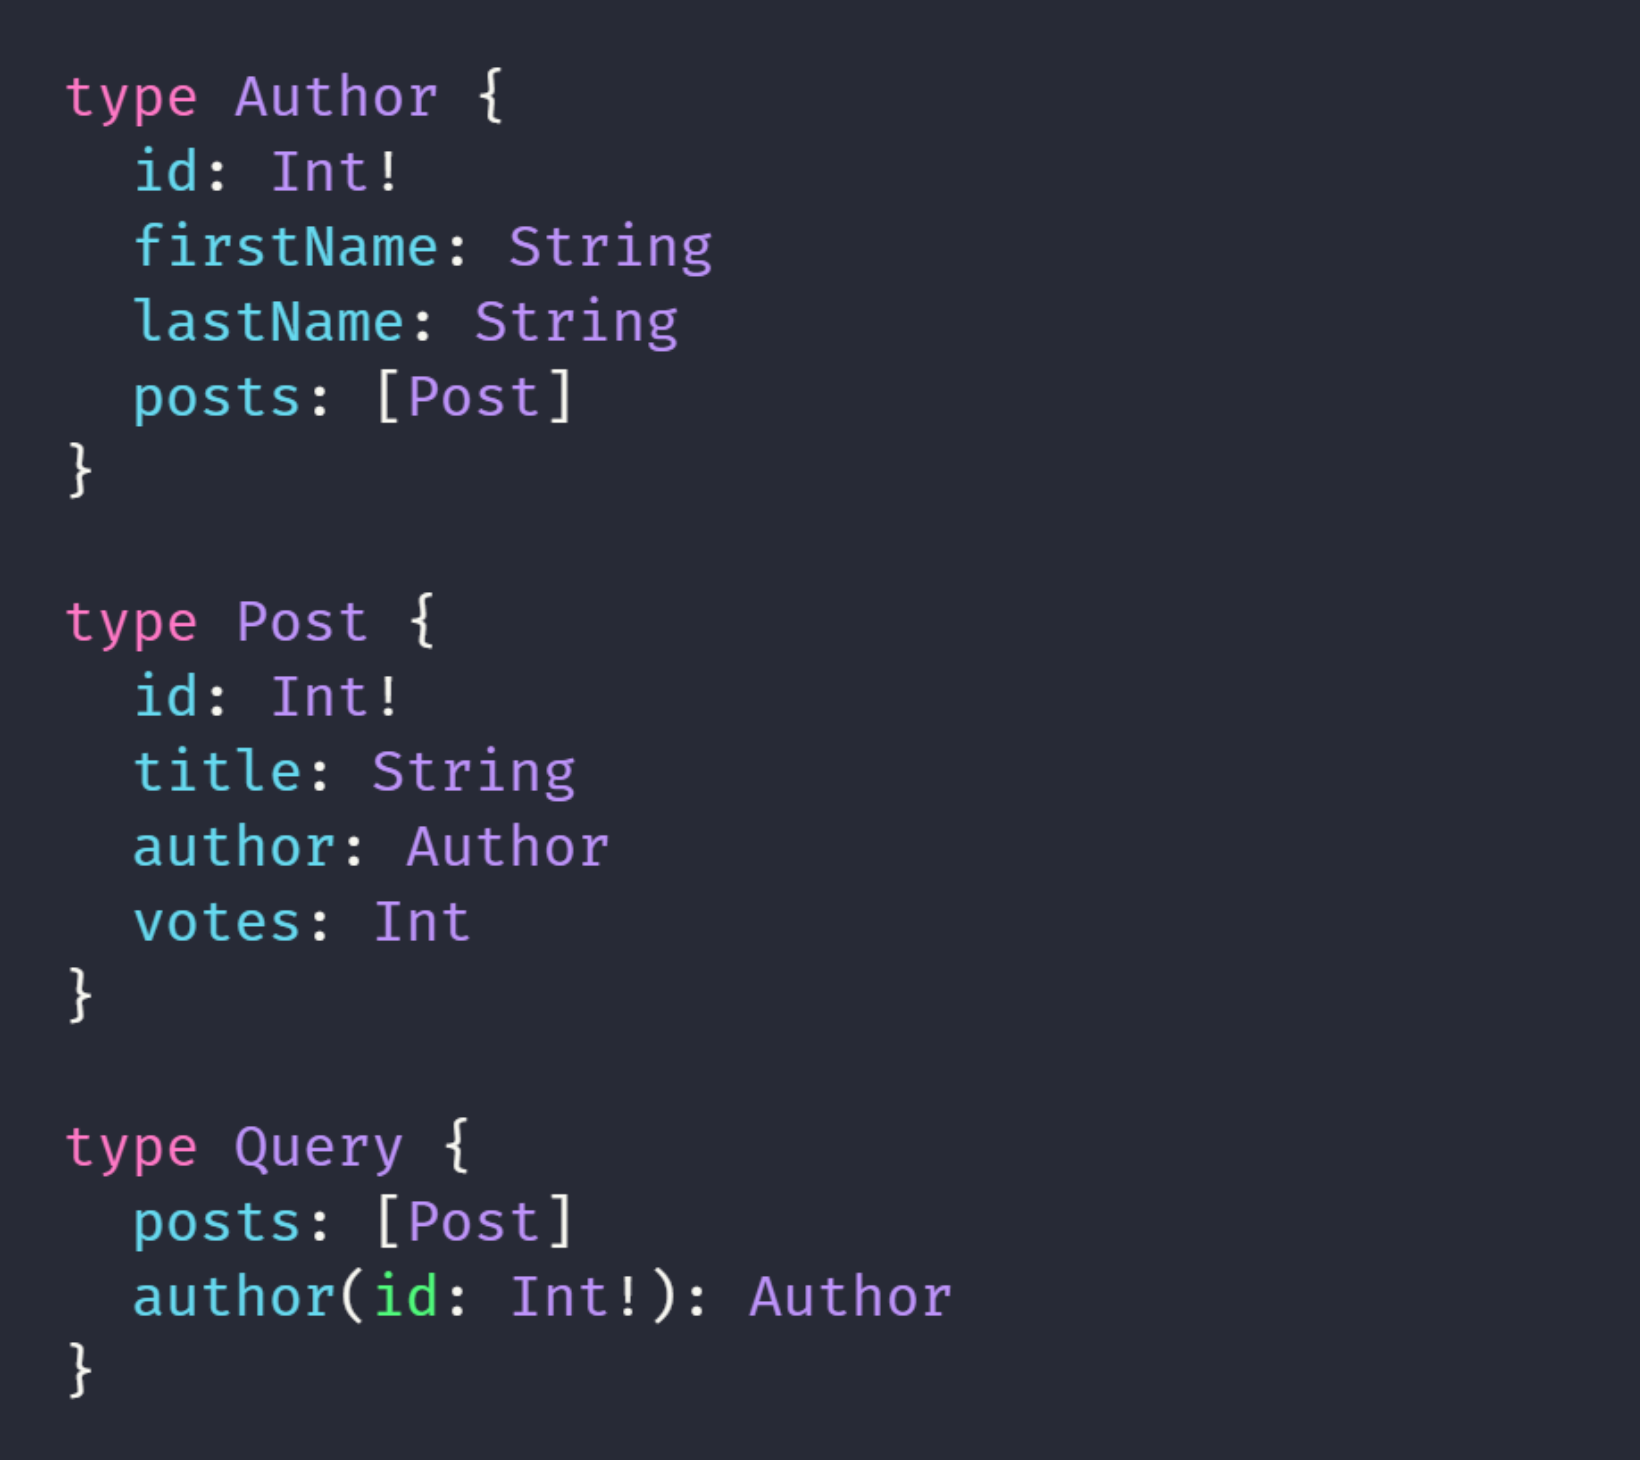 type Author {
  id: Int!
  firstName: String
  lastName: String
  posts: [Post]
}

type Post {
  id: Int!
  title: String
  author: Author
  votes: Int
}

type Query {
  posts: [Post]
  author(id: Int!): Author
}